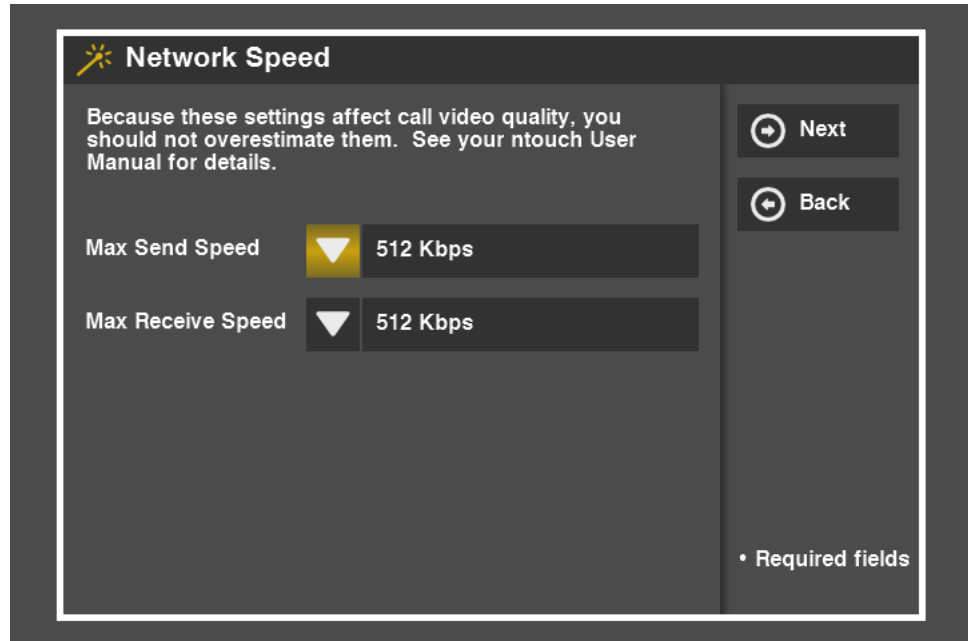 Network Speed
Because these settings affect call video quality, you
should not overestimate them.  See your ntouch User
Manual for details.
Max Send Speed
512 Kbps
Max Receive Speed
512 Kbps
Next
Back
• Required fields